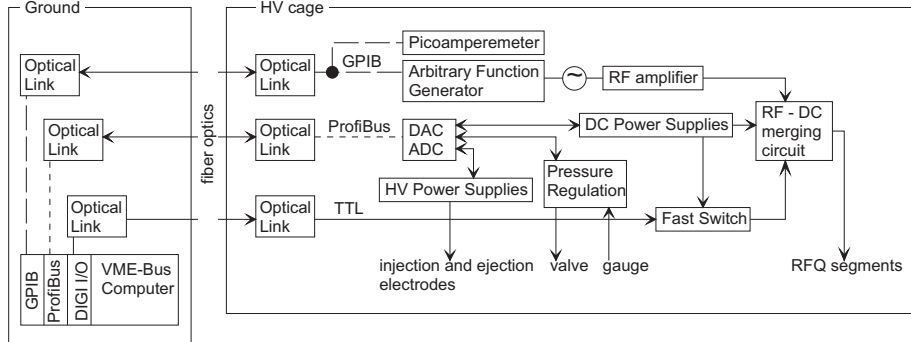 Ground
HV cage
Optical
Link
Optical
Link
GPIB
Picoamperemeter
Arbitrary Function
Generator
~
RF amplifier
Optical
Link
fiber optics
Optical
Link
ProfiBus
DAC
ADC
DC Power Supplies
RF - DC
merging
circuit
HV Power Supplies
Pressure
Regulation
Optical
Link
Optical
Link
TTL
Fast Switch
GPIB
ProfiBus
DIGI I/O
VME-Bus
Computer
injection and ejection
electrodes
valve
gauge
RFQ segments